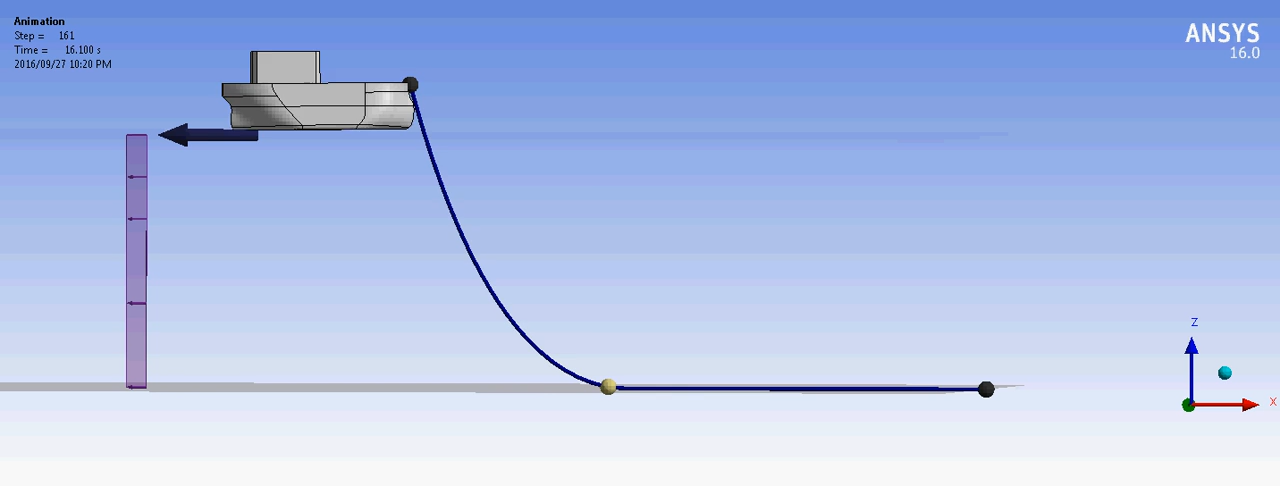 Animation
Step = 161
Time = 16.100 s
2016/09/27 10:20 PM
ANSYS
16.0
Z
X